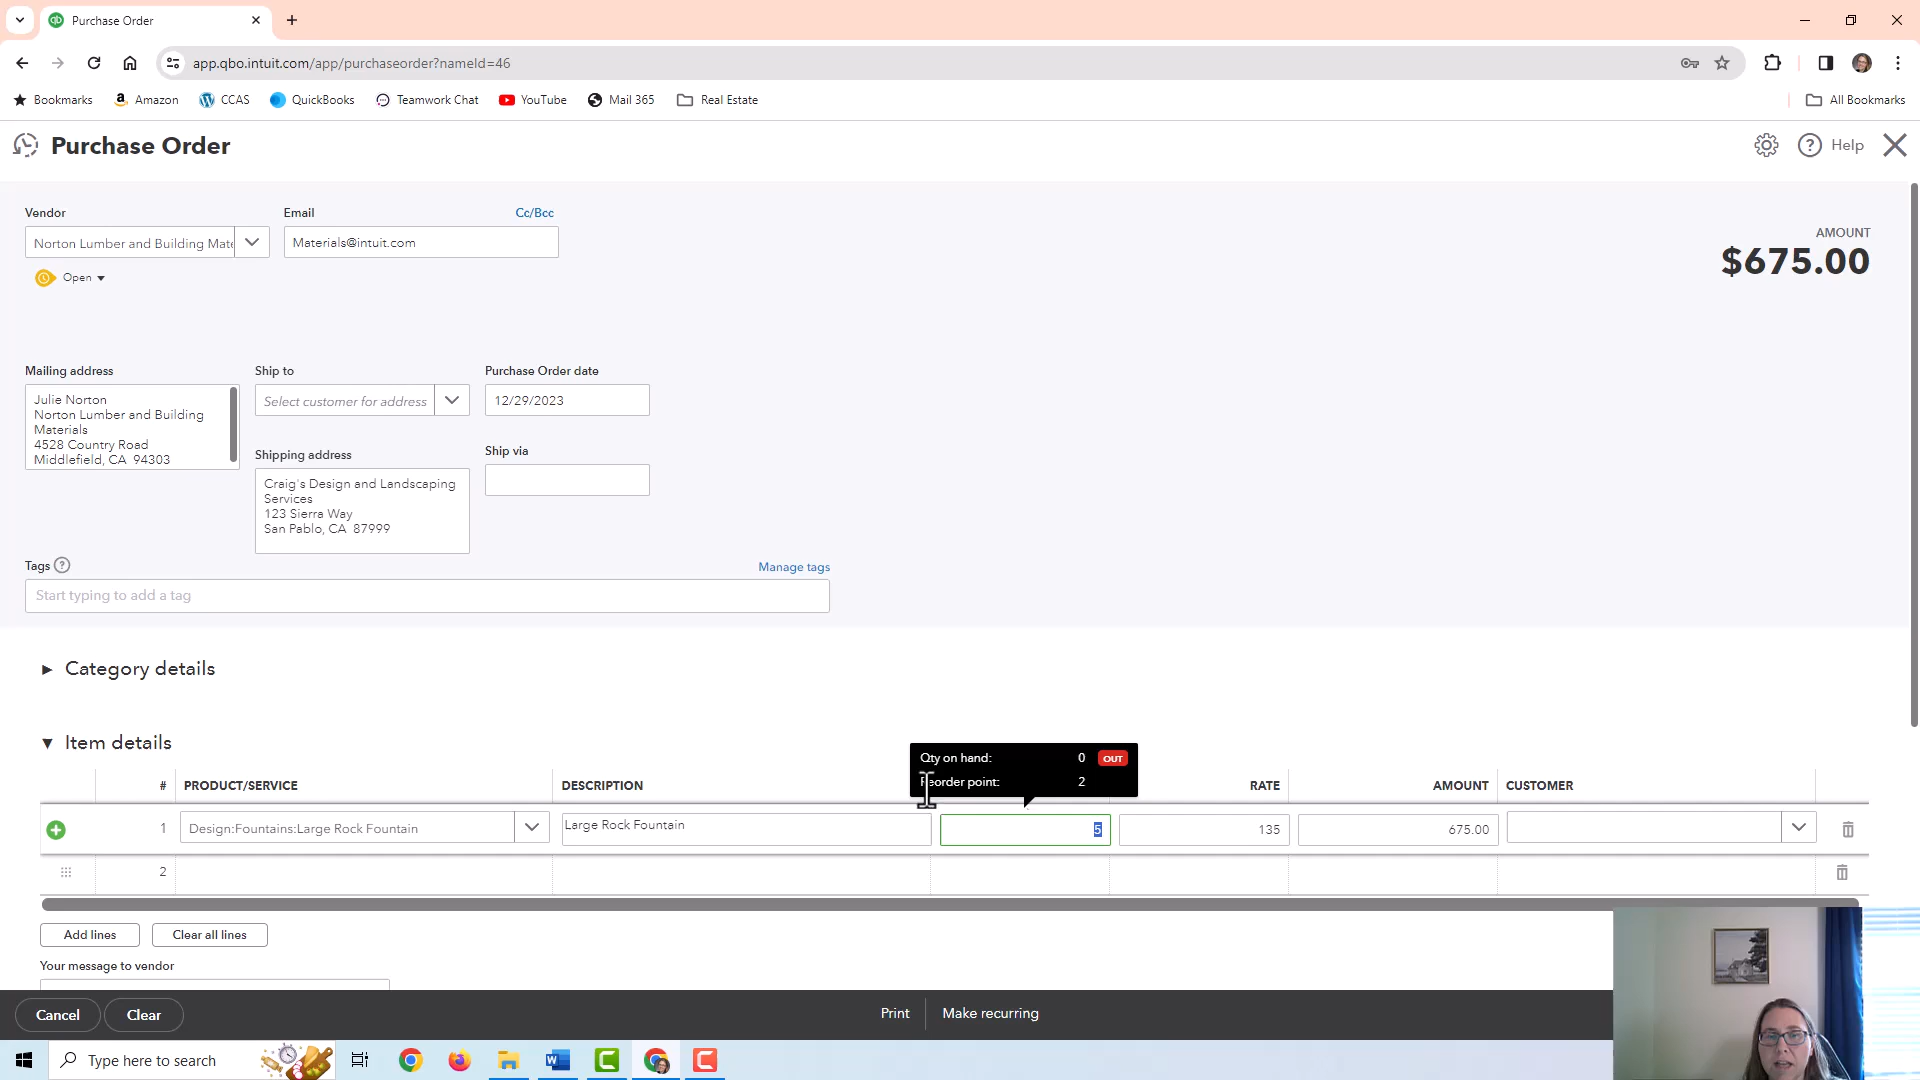 Purchase Order
app.qbo.intuit.com/app/purchaseorder?nameId=46
Bookmarks
Amazon
CCAS
QuickBooks
Teamwork Chat
YouTube
Mail 365
Real Estate
All Bookmarks
Purchase Order
Help
Vendor
Email
Cc/Bcc
AMOUNT
Norton Lumber and Building Mate
Materials@intuit.com
$675.00
Open
Mailing address
Ship to
Purchase Order date
Julie Norton
Norton Lumber and Building
Materials
4528 Country Road
Middlefield, CA 94303
Select customer for address
12/29/2023
Shipping address
Ship via
Craig's Design and Landscaping
Services
123 Sierra Way
San Pablo, CA 87999
Tags
Manage tags
Start typing to add a tag
Category details
Item details
Qty on hand: 0 OUT
Reorder point: 2
# PRODUCT/SERVICE DESCRIPTION RATE AMOUNT CUSTOMER
1 Design:Fountains:Large Rock Fountain Large Rock Fountain 5 135 675.00
2
Add lines
Clear all lines
Your message to vendor
Cancel
Clear
Print
Make recurring
Type here to search